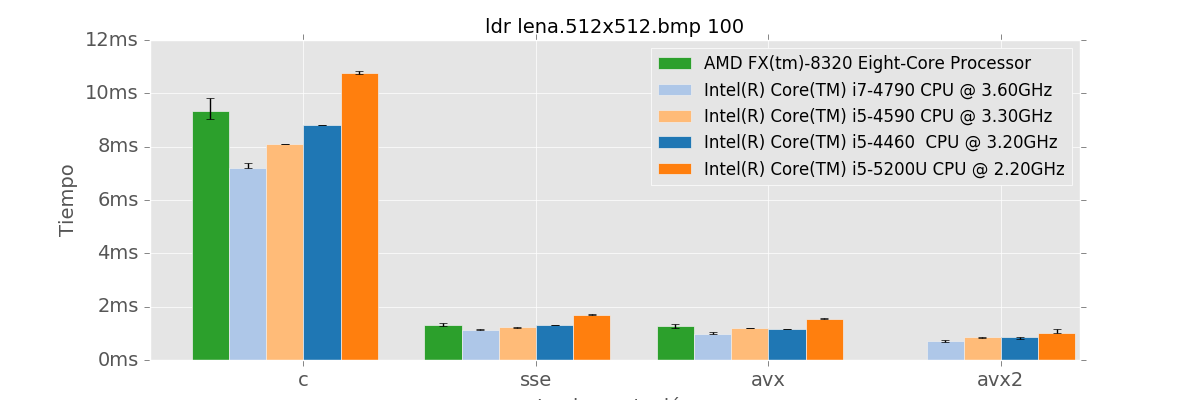 ldr lena.512x512.bmp 100
12ms
10ms
8ms
6ms
4ms
2ms
0ms
Tiempo
AMD FX(tm)-8320 Eight-Core Processor
Intel(R) Core(TM) i7-4790 CPU @ 3.60GHz
Intel(R) Core(TM) i5-4590 CPU @ 3.30GHz
Intel(R) Core(TM) i5-4460  CPU @ 3.20GHz
Intel(R) Core(TM) i5-5200U CPU @ 2.20GHz
c sse avx avx2